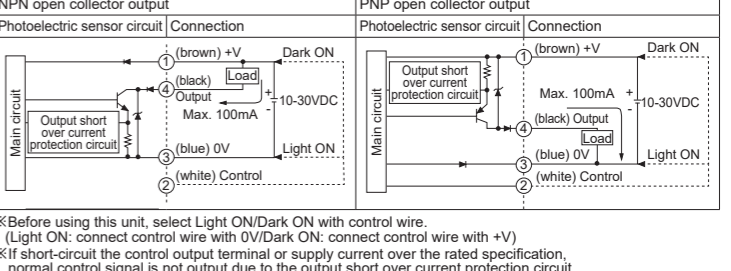 NPN open collector output
PNP open collector output
Photoelectric sensor circuit
Connection
Photoelectric sensor circuit
Connection
Main circuit
Output short
over current
protection circuit
① (brown) +V
Dark ON
④ (black)
Output
Load
Max. 100mA
+
-
10-30VDC
③ (blue) 0V
Light ON
② (white) Control
Main circuit
Output short
over current
protection circuit
① (brown) +V
Dark ON
Max. 100mA
+
-
10-30VDC
④ (black) Output
Load
③ (blue) 0V
Light ON
② (white) Control
※Before using this unit, select Light ON/Dark ON with control wire.
(Light ON: connect control wire with 0V/Dark ON: connect control wire with +V)
※If short-circuit the control output terminal or supply current over the rated specification,
normal control signal is not output due to the output short over current protection circuit